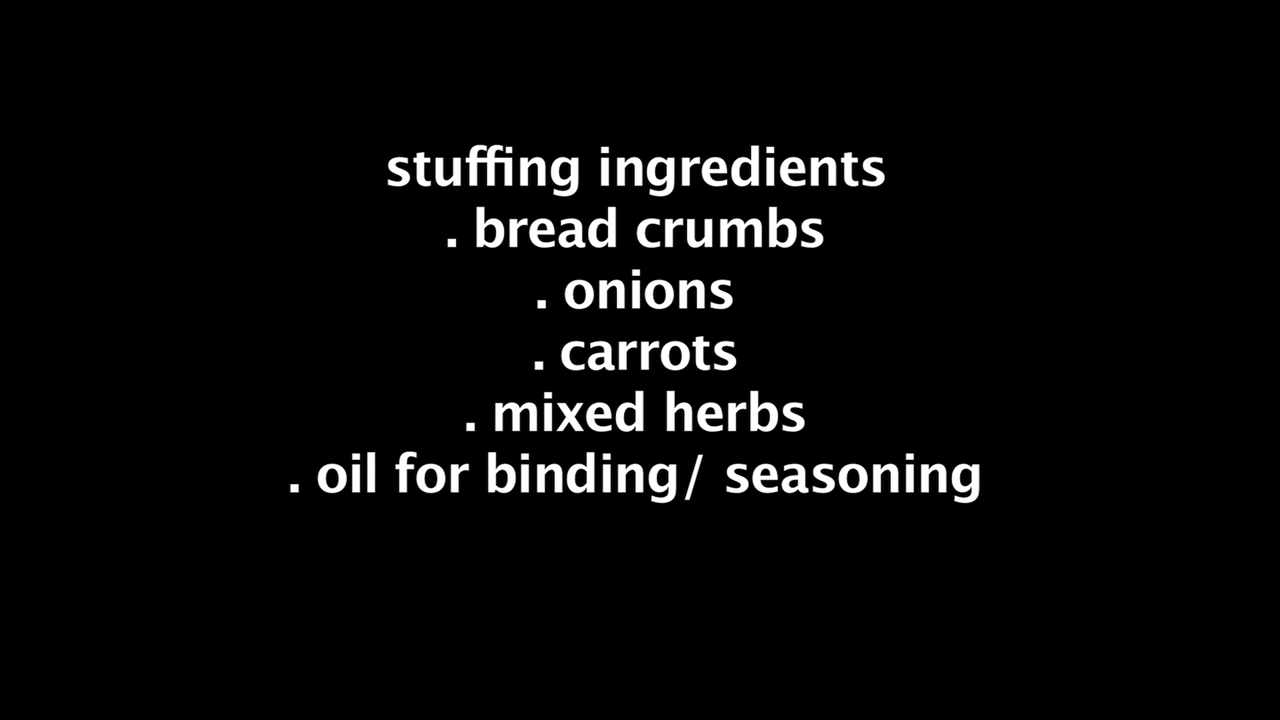 stuffing ingredients
. bread crumbs
. onions
. carrots
. mixed herbs
. oil for binding/ seasoning